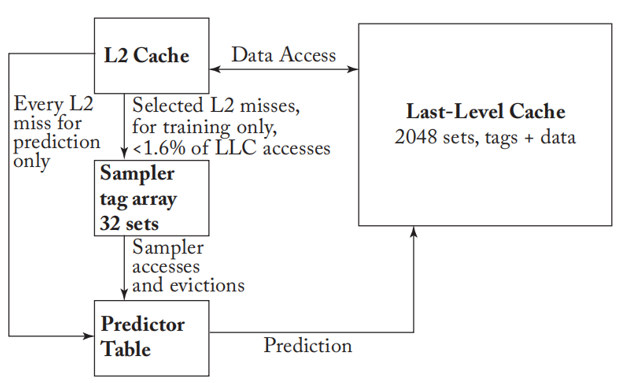 L2 Cache
Data Access
Last-Level Cache
2048 sets, tags + data
Every L2
miss for
prediction
only
Selected L2 misses,
for training only,
<1.6% of LLC accesses
Sampler
tag array
32 sets
Sampler
accesses
and evictions
Predictor
Table
Prediction